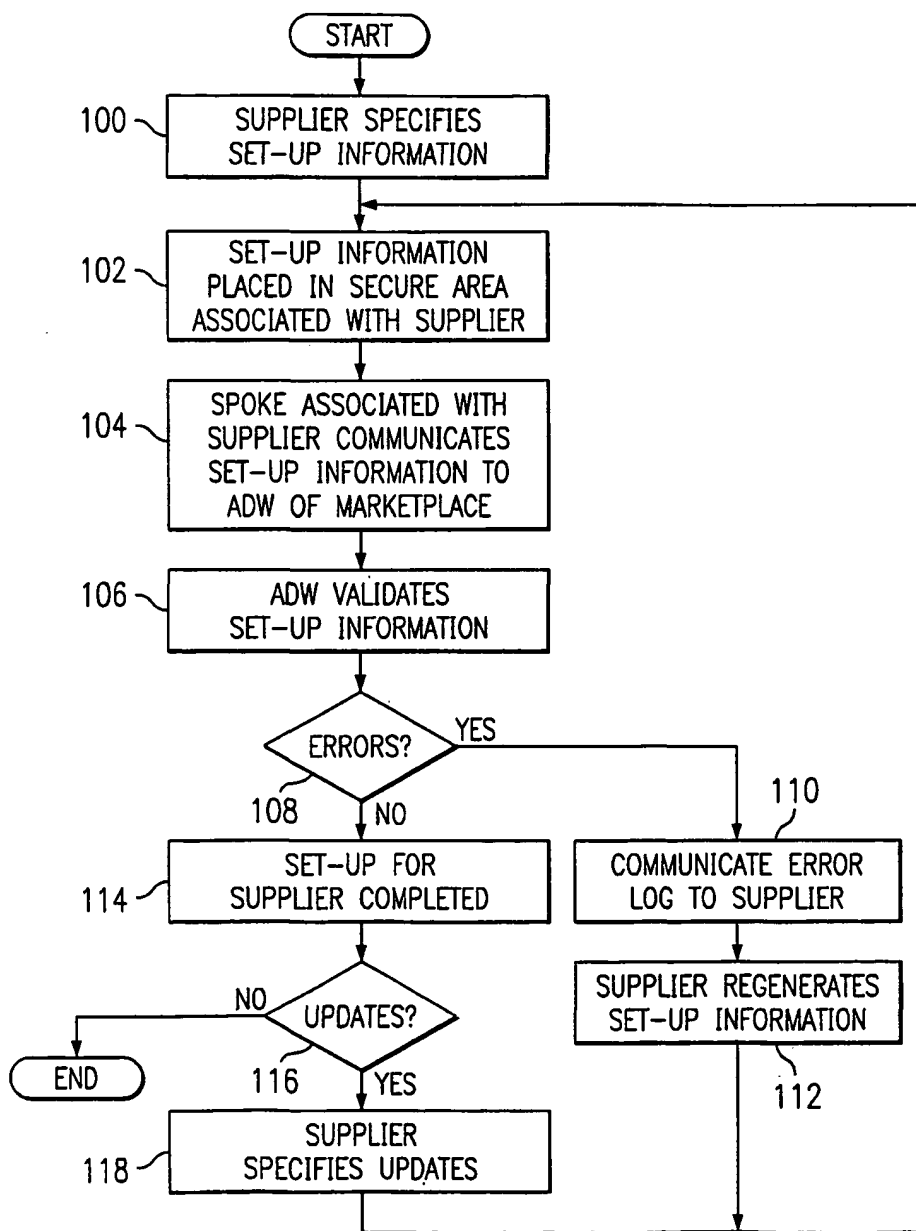 START
100
SUPPLIER SPECIFIES
SET-UP INFORMATION
102
SET-UP INFORMATION
PLACED IN SECURE AREA
ASSOCIATED WITH SUPPLIER
104
SPOKE ASSOCIATED WITH
SUPPLIER COMMUNICATES
SET-UP INFORMATION TO
ADW OF MARKETPLACE
106
ADW VALIDATES
SET-UP INFORMATION
ERRORS?
YES
108
NO
110
114
SET-UP FOR
SUPPLIER COMPLETED
COMMUNICATE ERROR
LOG TO SUPPLIER
NO
UPDATES?
116
YES
SUPPLIER REGENERATES
SET-UP INFORMATION
112
END
118
SUPPLIER
SPECIFIES UPDATES